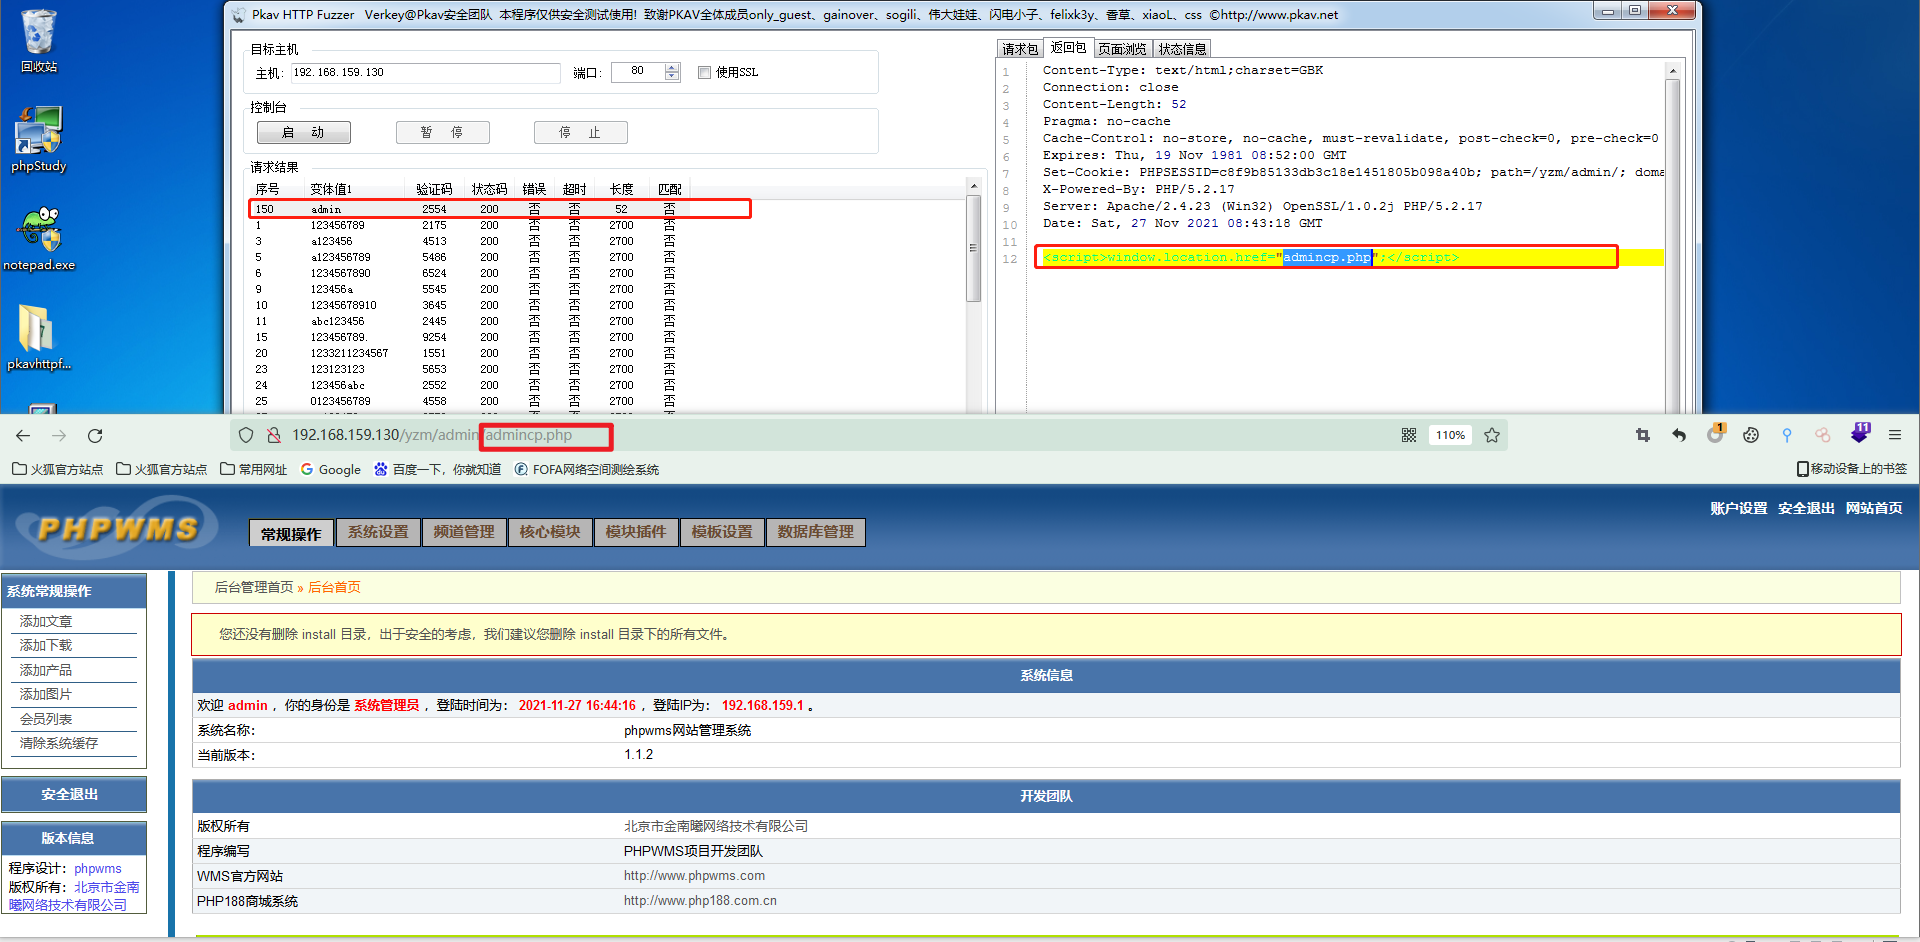 回收站
phpStudy
notepad.exe
pkavhttpf...
Pkav HTTP Fuzzer Verkey@Pkav安全团队 本程序仅供安全测试使用! 致谢PKAV全体成员only_guest、gainover、sogili、伟大娃娃、闪电小子、felixk3y、香草、xiaoL、css ©http://www.pkav.net
目标主机
主机: 192.168.159.130 端口: 80 使用SSL
控制台
启 动 暂 停 停 止
请求结果
序号 变体值1 验证码 状态码 错误 超时 长度 匹配
150 admin 2554 200 否 否 52 否
1 123456789 2175 200 否 否 2700 否
3 a123456 4513 200 否 否 2700 否
5 a123456789 5486 200 否 否 2700 否
6 1234567890 6524 200 否 否 2700 否
9 123456a 5545 200 否 否 2700 否
10 12345678910 3645 200 否 否 2700 否
11 abc123456 2445 200 否 否 2700 否
15 123456789. 9254 200 否 否 2700 否
20 1233211234567 1551 200 否 否 2700 否
23 123123123 5653 200 否 否 2700 否
24 123456abc 2552 200 否 否 2700 否
25 0123456789 4558 200 否 否 2700 否
请求包 返回包 页面浏览 状态信息
1 Content-Type: text/html;charset=GBK
2 Connection: close
3 Content-Length: 52
4 Pragma: no-cache
5 Cache-Control: no-store, no-cache, must-revalidate, post-check=0, pre-check=0
6 Expires: Thu, 19 Nov 1981 08:52:00 GMT
7 Set-Cookie: PHPSESSID=c8f9b85133db3c18e1451805b098a40b; path=/yzm/admin/; doma
8 X-Powered-By: PHP/5.2.17
9 Server: Apache/2.4.23 (Win32) OpenSSL/1.0.2j PHP/5.2.17
10 Date: Sat, 27 Nov 2021 08:43:18 GMT
11
12 <script>window.location.href="admincp.php";</script>
192.168.159.130/yzm/admin/admincp.php 110% 1 11
火狐官方站点 火狐官方站点 常用网址 Google 百度一下，你就知道 FOFA网络空间测绘系统 移动设备上的书签
PHPWMS
常规操作 系统设置 频道管理 核心模块 模块插件 模板设置 数据库管理
账户设置 安全退出 网站首页
系统常规操作
添加文章
添加下载
添加产品
添加图片
会员列表
清除系统缓存
安全退出
版本信息
程序设计：phpwms
版权所有：北京市金南
曦网络技术有限公司
后台管理首页 » 后台首页
您还没有删除 install 目录，出于安全的考虑，我们建议您删除 install 目录下的所有文件。
系统信息
欢迎 admin ，你的身份是 系统管理员 ，登陆时间为： 2021-11-27 16:44:16 ，登陆IP为： 192.168.159.1 。
系统名称： phpwms网站管理系统
当前版本： 1.1.2
开发团队
版权所有 北京市金南曦网络技术有限公司
程序编写 PHPWMS项目开发团队
WMS官方网站 http://www.phpwms.com
PHP188商城系统 http://www.php188.com.cn